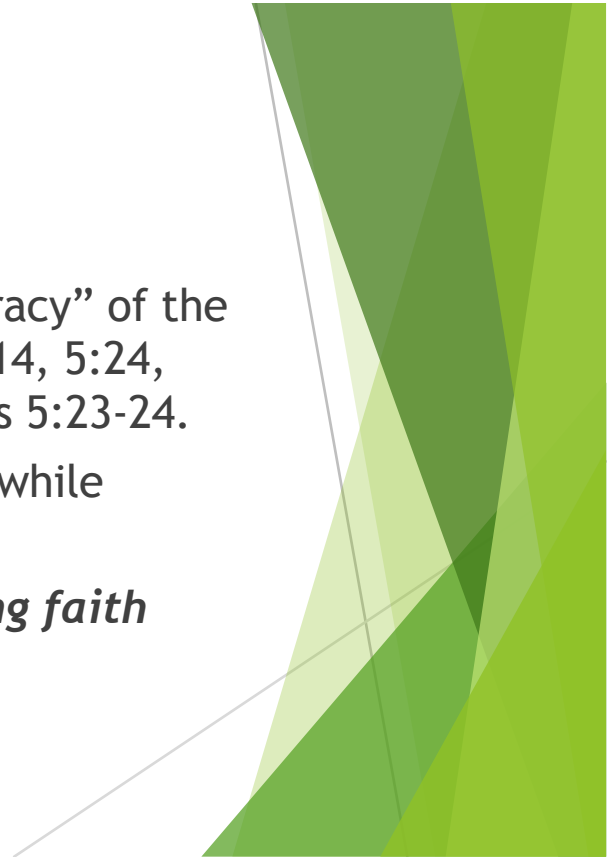 racy” of the
14, 5:24,
s 5:23-24.
while
ng faith